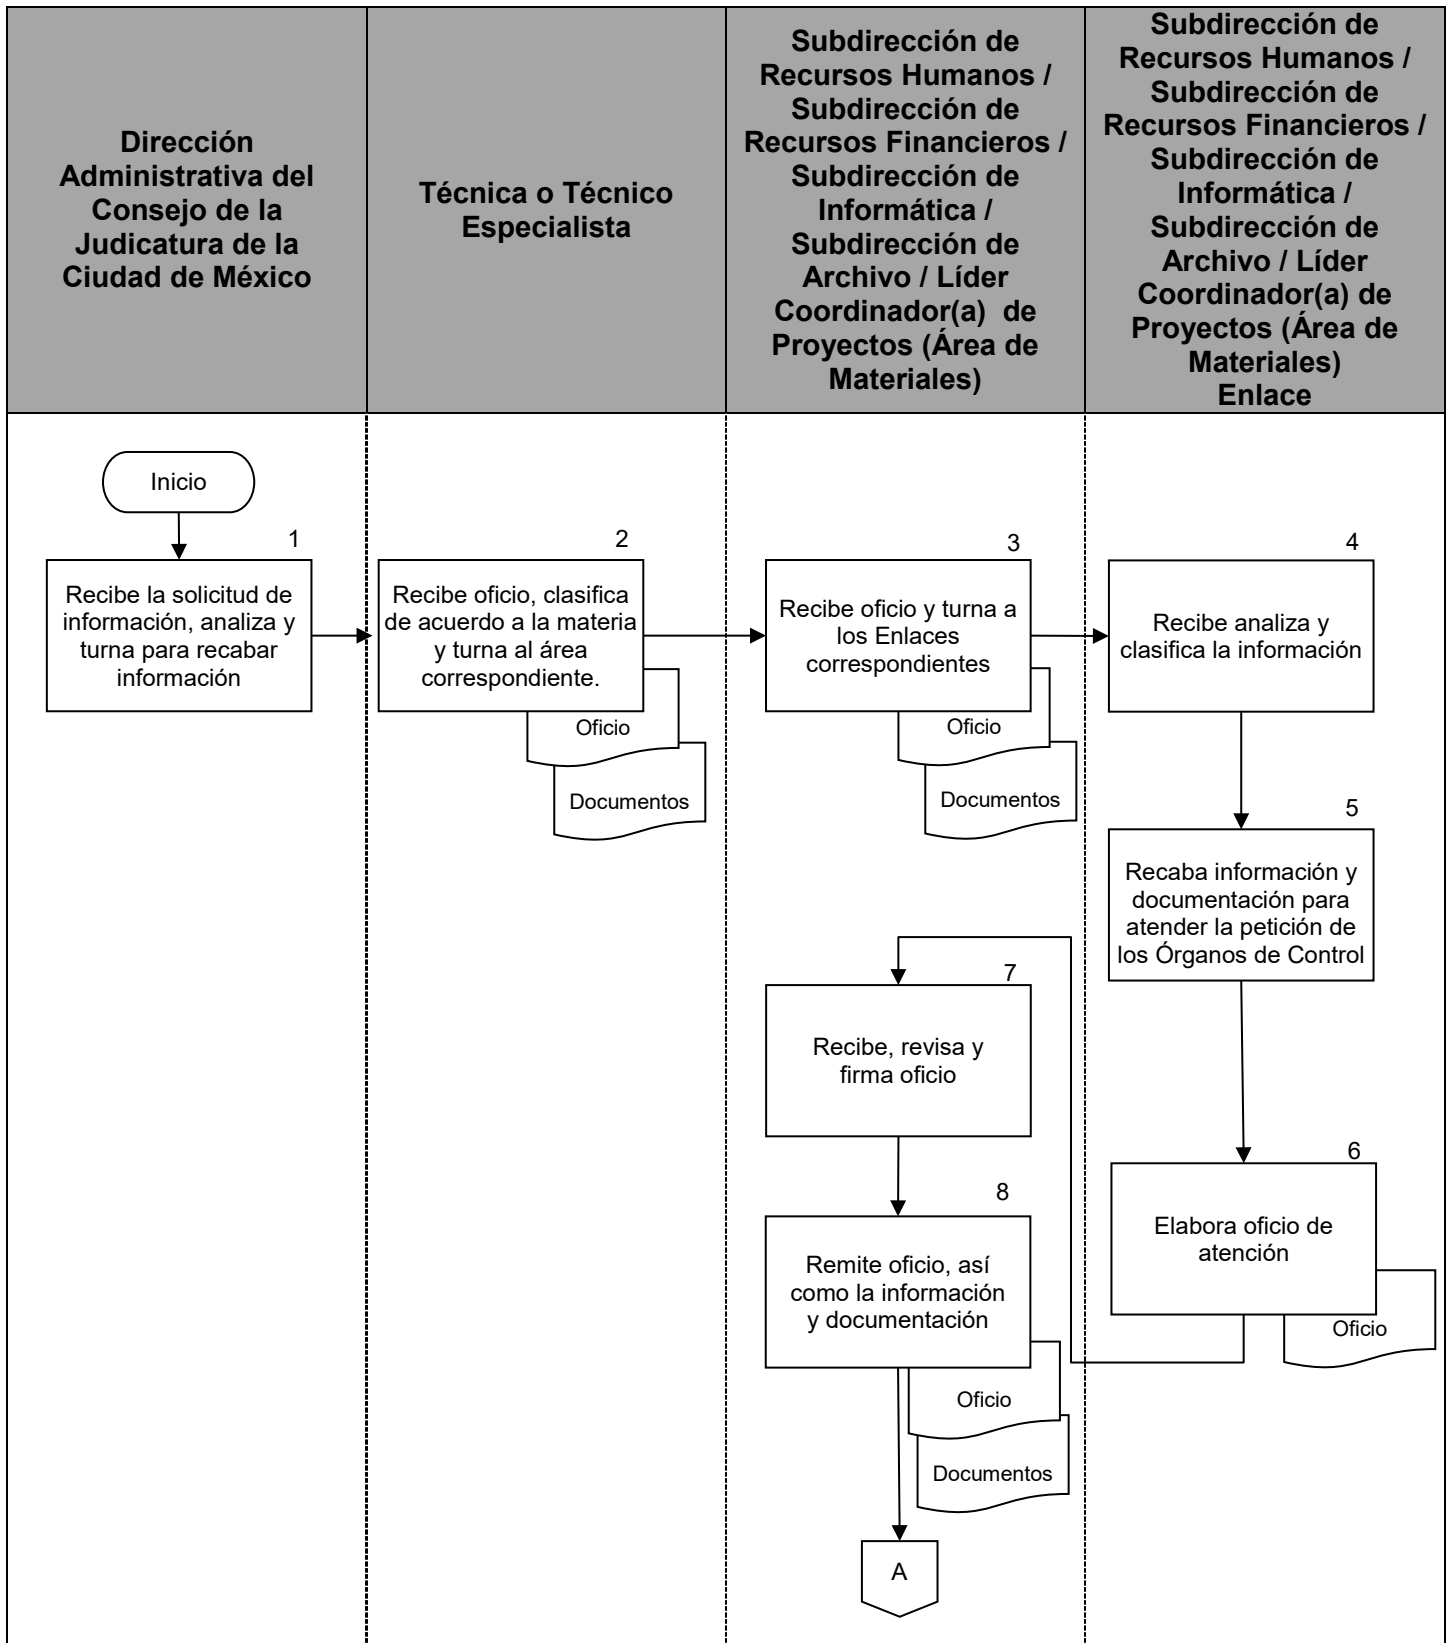 Dirección
Administrativa del
Consejo de la
Judicatura de la
Ciudad de México
Técnica o Técnico
Especialista
Subdirección de
Recursos Humanos /
Subdirección de
Recursos Financieros /
Subdirección de
Informática /
Subdirección de
Archivo / Líder
Coordinador(a) de
Proyectos (Área de
Materiales)
Subdirección de
Recursos Humanos /
Subdirección de
Recursos Financieros /
Subdirección de
Informática /
Subdirección de
Archivo / Líder
Coordinador(a) de
Proyectos (Área de
Materiales)
Enlace
Inicio
1
Recibe la solicitud de
información, analiza y
turna para recabar
información
2
Recibe oficio, clasifica
de acuerdo a la materia
y turna al área
correspondiente.
Oficio
Documentos
3
Recibe oficio y turna a
los Enlaces
correspondientes
Oficio
Documentos
4
Recibe analiza y
clasifica la información
5
Recaba información y
documentación para
atender la petición de
los Órganos de Control
6
Elabora oficio de
atención
Oficio
7
Recibe, revisa y
firma oficio
8
Remite oficio, así
como la información
y documentación
Oficio
Documentos
A